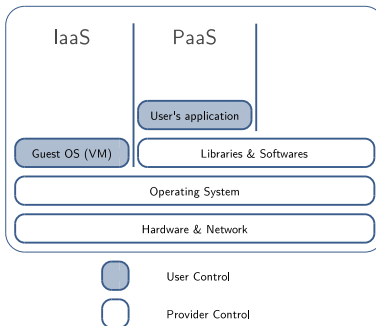 IaaS
PaaS
User's application
Guest OS (VM)
Libraries & Softwares
Operating System
Hardware & Network
User Control
Provider Control